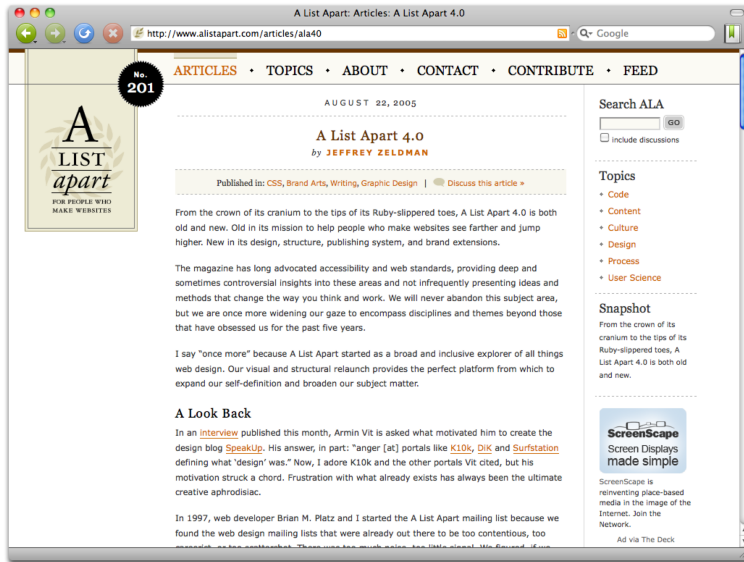 A List Apart: Articles: A List Apart 4.0
http://www.alistapart.com/articles/ala40
Google
No.
201
A
LIST
apart
FOR PEOPLE WHO
MAKE WEBSITES
ARTICLES • TOPICS • ABOUT • CONTACT • CONTRIBUTE • FEED
AUGUST 22, 2005
A List Apart 4.0
by JEFFREY ZELDMAN
Published in: CSS, Brand Arts, Writing, Graphic Design | Discuss this article »
From the crown of its cranium to the tips of its Ruby-slippered toes, A List Apart 4.0 is both
old and new. Old in its mission to help people who make websites see farther and jump
higher. New in its design, structure, publishing system, and brand extensions.
The magazine has long advocated accessibility and web standards, providing deep and
sometimes controversial insights into these areas and not infrequently presenting ideas and
methods that change the way you think and work. We will never abandon this subject area,
but we are once more widening our gaze to encompass disciplines and themes beyond those
that have obsessed us for the past five years.
I say “once more” because A List Apart started as a broad and inclusive explorer of all things
web design. Our visual and structural relaunch provides the perfect platform from which to
expand our self-definition and broaden our subject matter.
A Look Back
In an interview published this month, Armin Vit is asked what motivated him to create the
design blog SpeakUp. His answer, in part: “anger [at] portals like K10k, DiK and Surfstation
defining what ‘design’ was.” Now, I adore K10k and the other portals Vit cited, but his
motivation struck a chord. Frustration with what already exists has always been the ultimate
creative aphrodisiac.
In 1997, web developer Brian M. Platz and I started the A List Apart mailing list because we
found the web design mailing lists that were already out there to be too contentious, too
Search ALA
GO
include discussions
Topics
Code
Content
Culture
Design
Process
User Science
Snapshot
From the crown of its
cranium to the tips of its
Ruby-slippered toes, A
List Apart 4.0 is both old
and new.
ScreenScape
Screen Displays
made simple
ScreenScape is
reinventing place-based
media in the image of the
Internet. Join the
Network.
Ad via The Deck